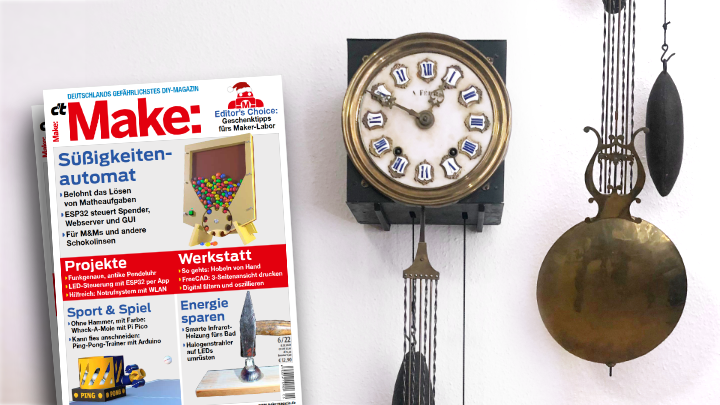 DEUTSCHLANDS GEFÄHRLICHSTES DIY-MAGAZIN
c't
Make:
Make:
Editor's Choice:
Geschenktipps
fürs Maker-Labor
Süßigkeiten-
automat
Belohnt das Lösen
von Matheaufgaben
ESP32 steuert Spender,
Webserver und GUI
Für M&Ms und andere
Schokolinsen
Projekte
Funkgenaue, antike Pendeluhr
LED-Steuerung mit ESP32 per App
Hilfreich: Notrufsystem mit WLAN
Werkstatt
So gehts: Hobeln von Hand
FreeCAD: 3-Seitenansicht drucken
Digital filtern und oszillieren
Sport & Spiel
Ohne Hammer, mit Farbe:
Whack-A-Mole mit Pi Pico
Kann fies anschneiden:
Ping-Pong-Trainer mit Arduino
PING
PONG
Energie
sparen
Smarte Infrarot-
Heizung fürs Bad
Halogenstrahler
auf LEDs
umrüsten
6/22